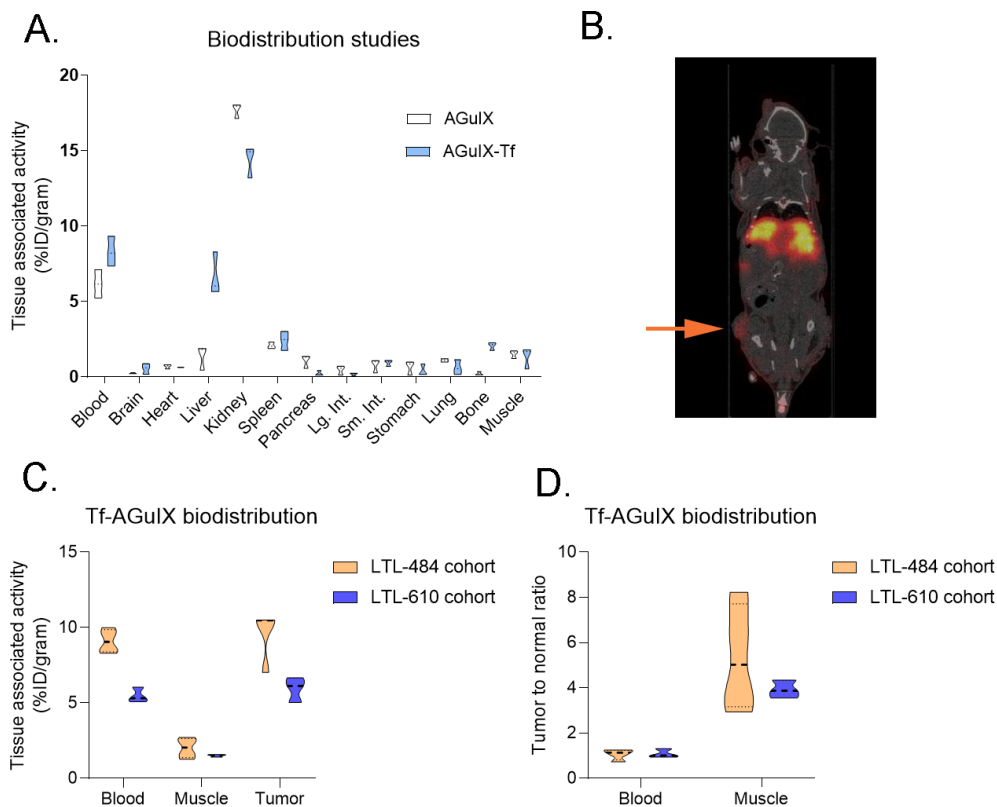 A.
Biodistribution studies
Tissue associated activity
(%ID/gram)
20
15
10
5
0
AGuIX
AGuIX-Tf
Blood
Brain
Heart
Liver
Kidney
Spleen
Pancreas
Lg. Int.
Sm. Int.
Stomach
Lung
Bone
Muscle
B.
C.
Tf-AGuIX biodistribution
Tissue associated activity
(%ID/gram)
15
10
5
0
LTL-484 cohort
LTL-610 cohort
Blood
Muscle
Tumor
D.
Tf-AGuIX biodistribution
Tumor to normal ratio
10
8
6
4
2
0
LTL-484 cohort
LTL-610 cohort
Blood
Muscle